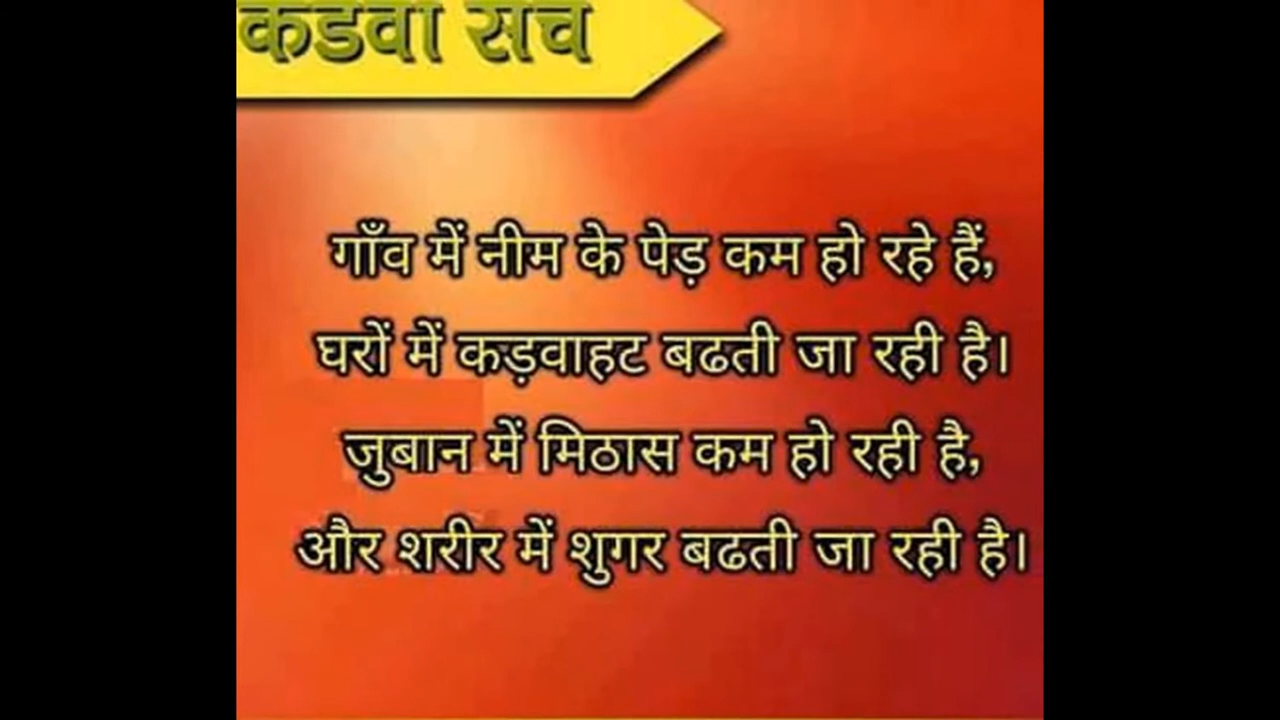 कडवा सच
गाँव में नीम के पेड़ कम हो रहे हैं,
घरों में कड़वाहट बढती जा रही है।
जुबान में मिठास कम हो रही है,
और शरीर में शुगर बढती जा रही है।